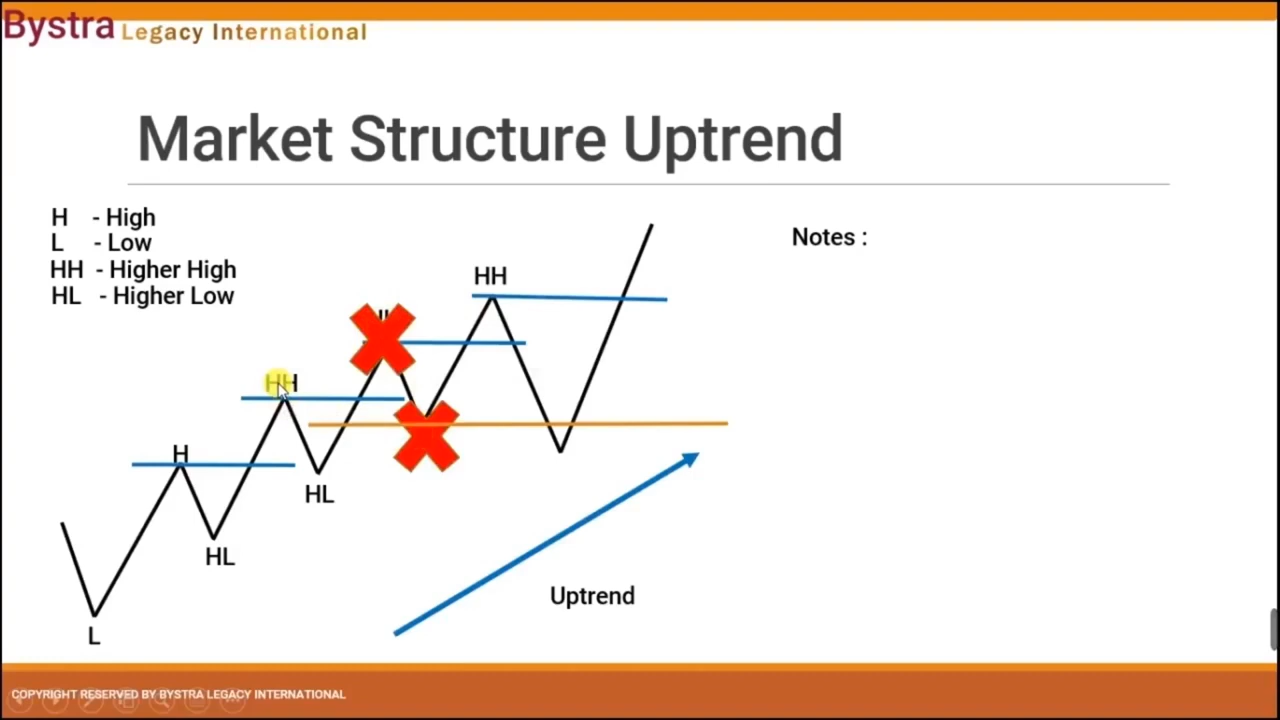 Bystra Legacy International
Market Structure Uptrend
H - High
L - Low
HH - Higher High
HL - Higher Low
Notes :
HH
HH
H
HL
HL
Uptrend
L
COPYRIGHT RESERVED BY BYSTRA LEGACY INTERNATIONAL